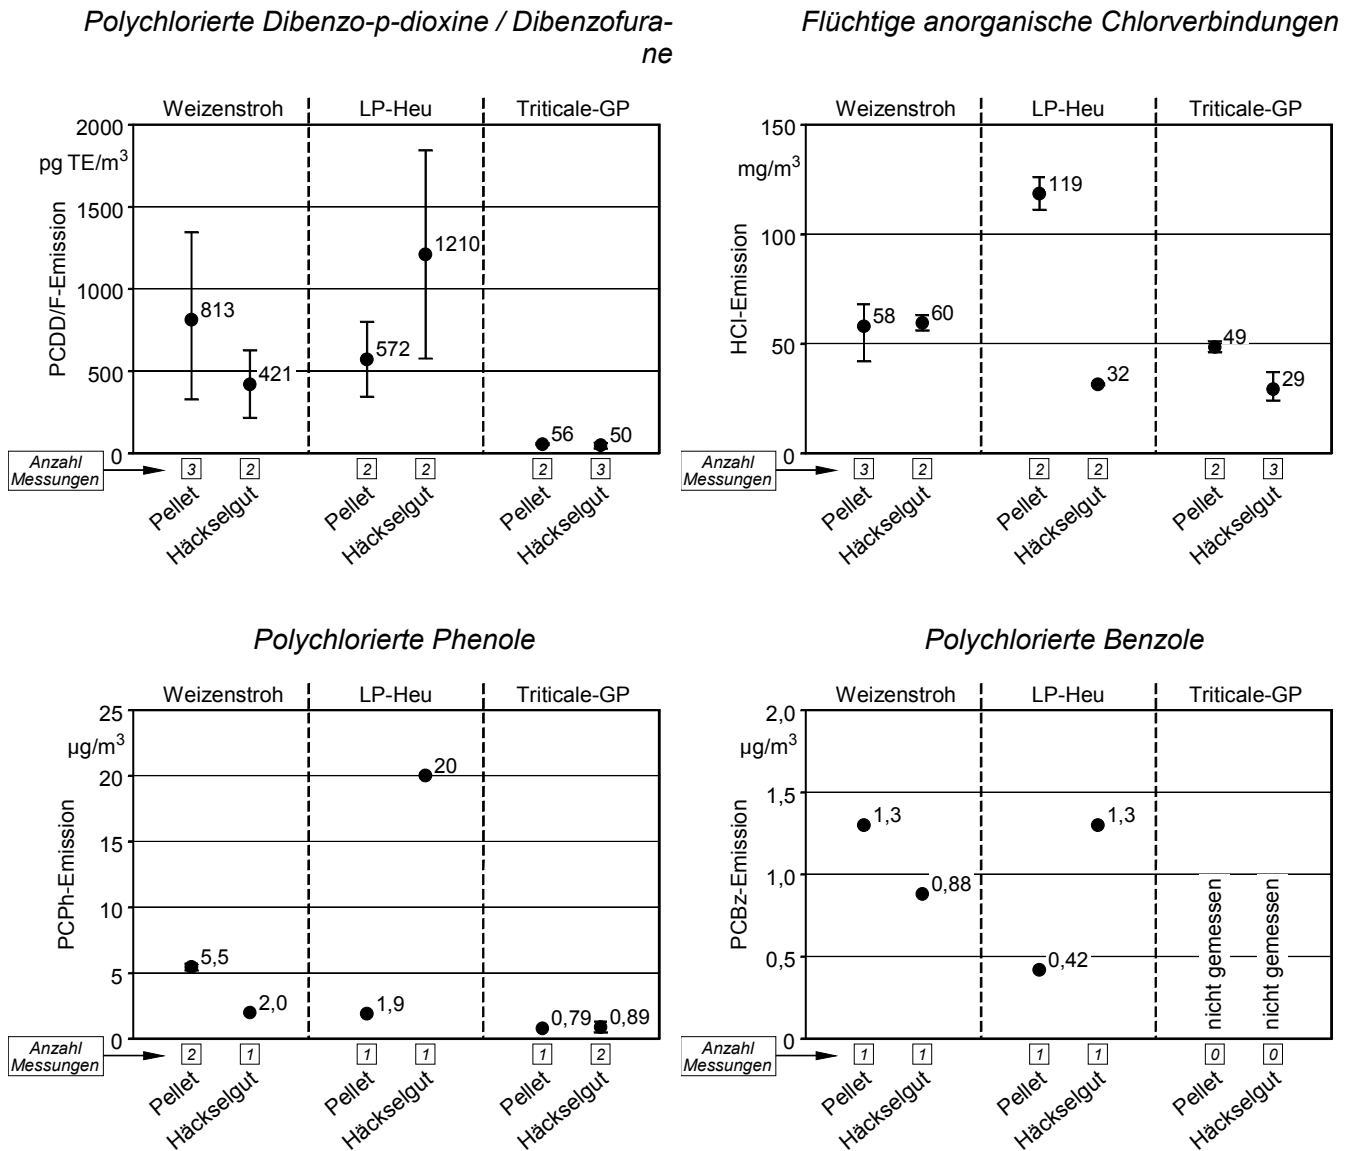 Polychlorierte Dibenzo-p-dioxine / Dibenzofura-
ne
Weizenstroh LP-Heu Triticale-GP
2000
pg TE/m³
1500
1000
500
0
PCDD/F-Emission
813
421
572
1210
56
50
Anzahl
Messungen
3 2 2 2 2 3
Pellet Häckselgut Pellet Häckselgut Pellet Häckselgut
Flüchtige anorganische Chlorverbindungen
Weizenstroh LP-Heu Triticale-GP
150
mg/m³
100
50
0
HCl-Emission
58
60
119
32
49
29
Anzahl
Messungen
3 2 2 2 2 3
Pellet Häckselgut Pellet Häckselgut Pellet Häckselgut
Polychlorierte Phenole
Weizenstroh LP-Heu Triticale-GP
25
µg/m³
20
15
10
5
0
PCPh-Emission
5,5
2,0
1,9
20
0,79
0,89
Anzahl
Messungen
2 1 1 1 1 2
Pellet Häckselgut Pellet Häckselgut Pellet Häckselgut
Polychlorierte Benzole
Weizenstroh LP-Heu Triticale-GP
2,0
µg/m³
1,5
1,0
0,5
0
PCBz-Emission
1,3
0,88
0,42
1,3
nicht gemessen
nicht gemessen
Anzahl
Messungen
1 1 1 1 0 0
Pellet Häckselgut Pellet Häckselgut Pellet Häckselgut